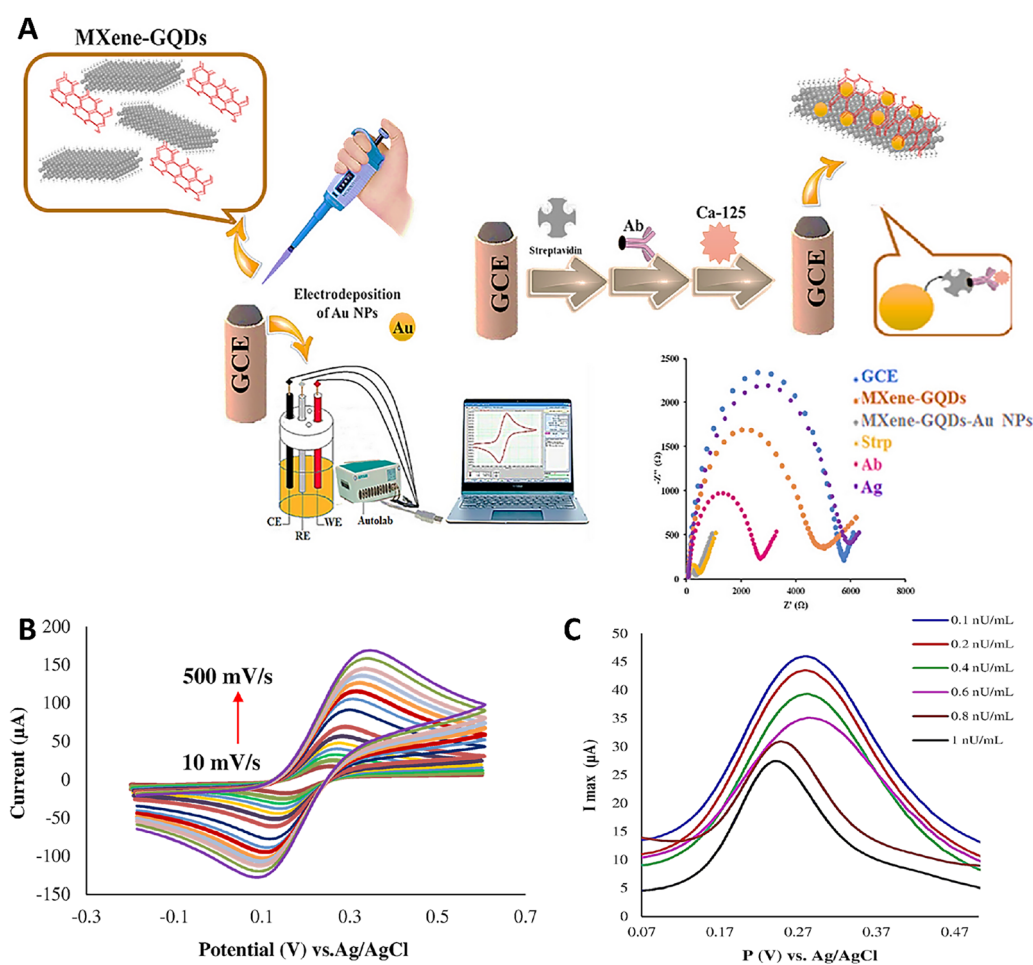 A
MXene-GQDs
GCE
Electrodeposition
of Au NPs
Au
CE
RE
WE
Autolab
GCE
Streptavidin
Ab
Ca-125
GCE
-Z'' (Ω)
2500
2000
1500
1000
500
0
0
2000
4000
6000
8000
Z' (Ω)
GCE
MXene-GQDs
MXene-GQDs-Au NPs
Strp
Ab
Ag
B
Current (µA)
200
150
100
50
0
-50
-100
-150
500 mV/s
10 mV/s
-0.3
-0.1
0.1
0.3
0.5
0.7
Potential (V) vs.Ag/AgCl
C
I max (µA)
50
45
40
35
30
25
20
15
10
5
0
0.07
0.17
0.27
0.37
0.47
P (V) vs. Ag/AgCl
0.1 nU/mL
0.2 nU/mL
0.4 nU/mL
0.6 nU/mL
0.8 nU/mL
1 nU/mL